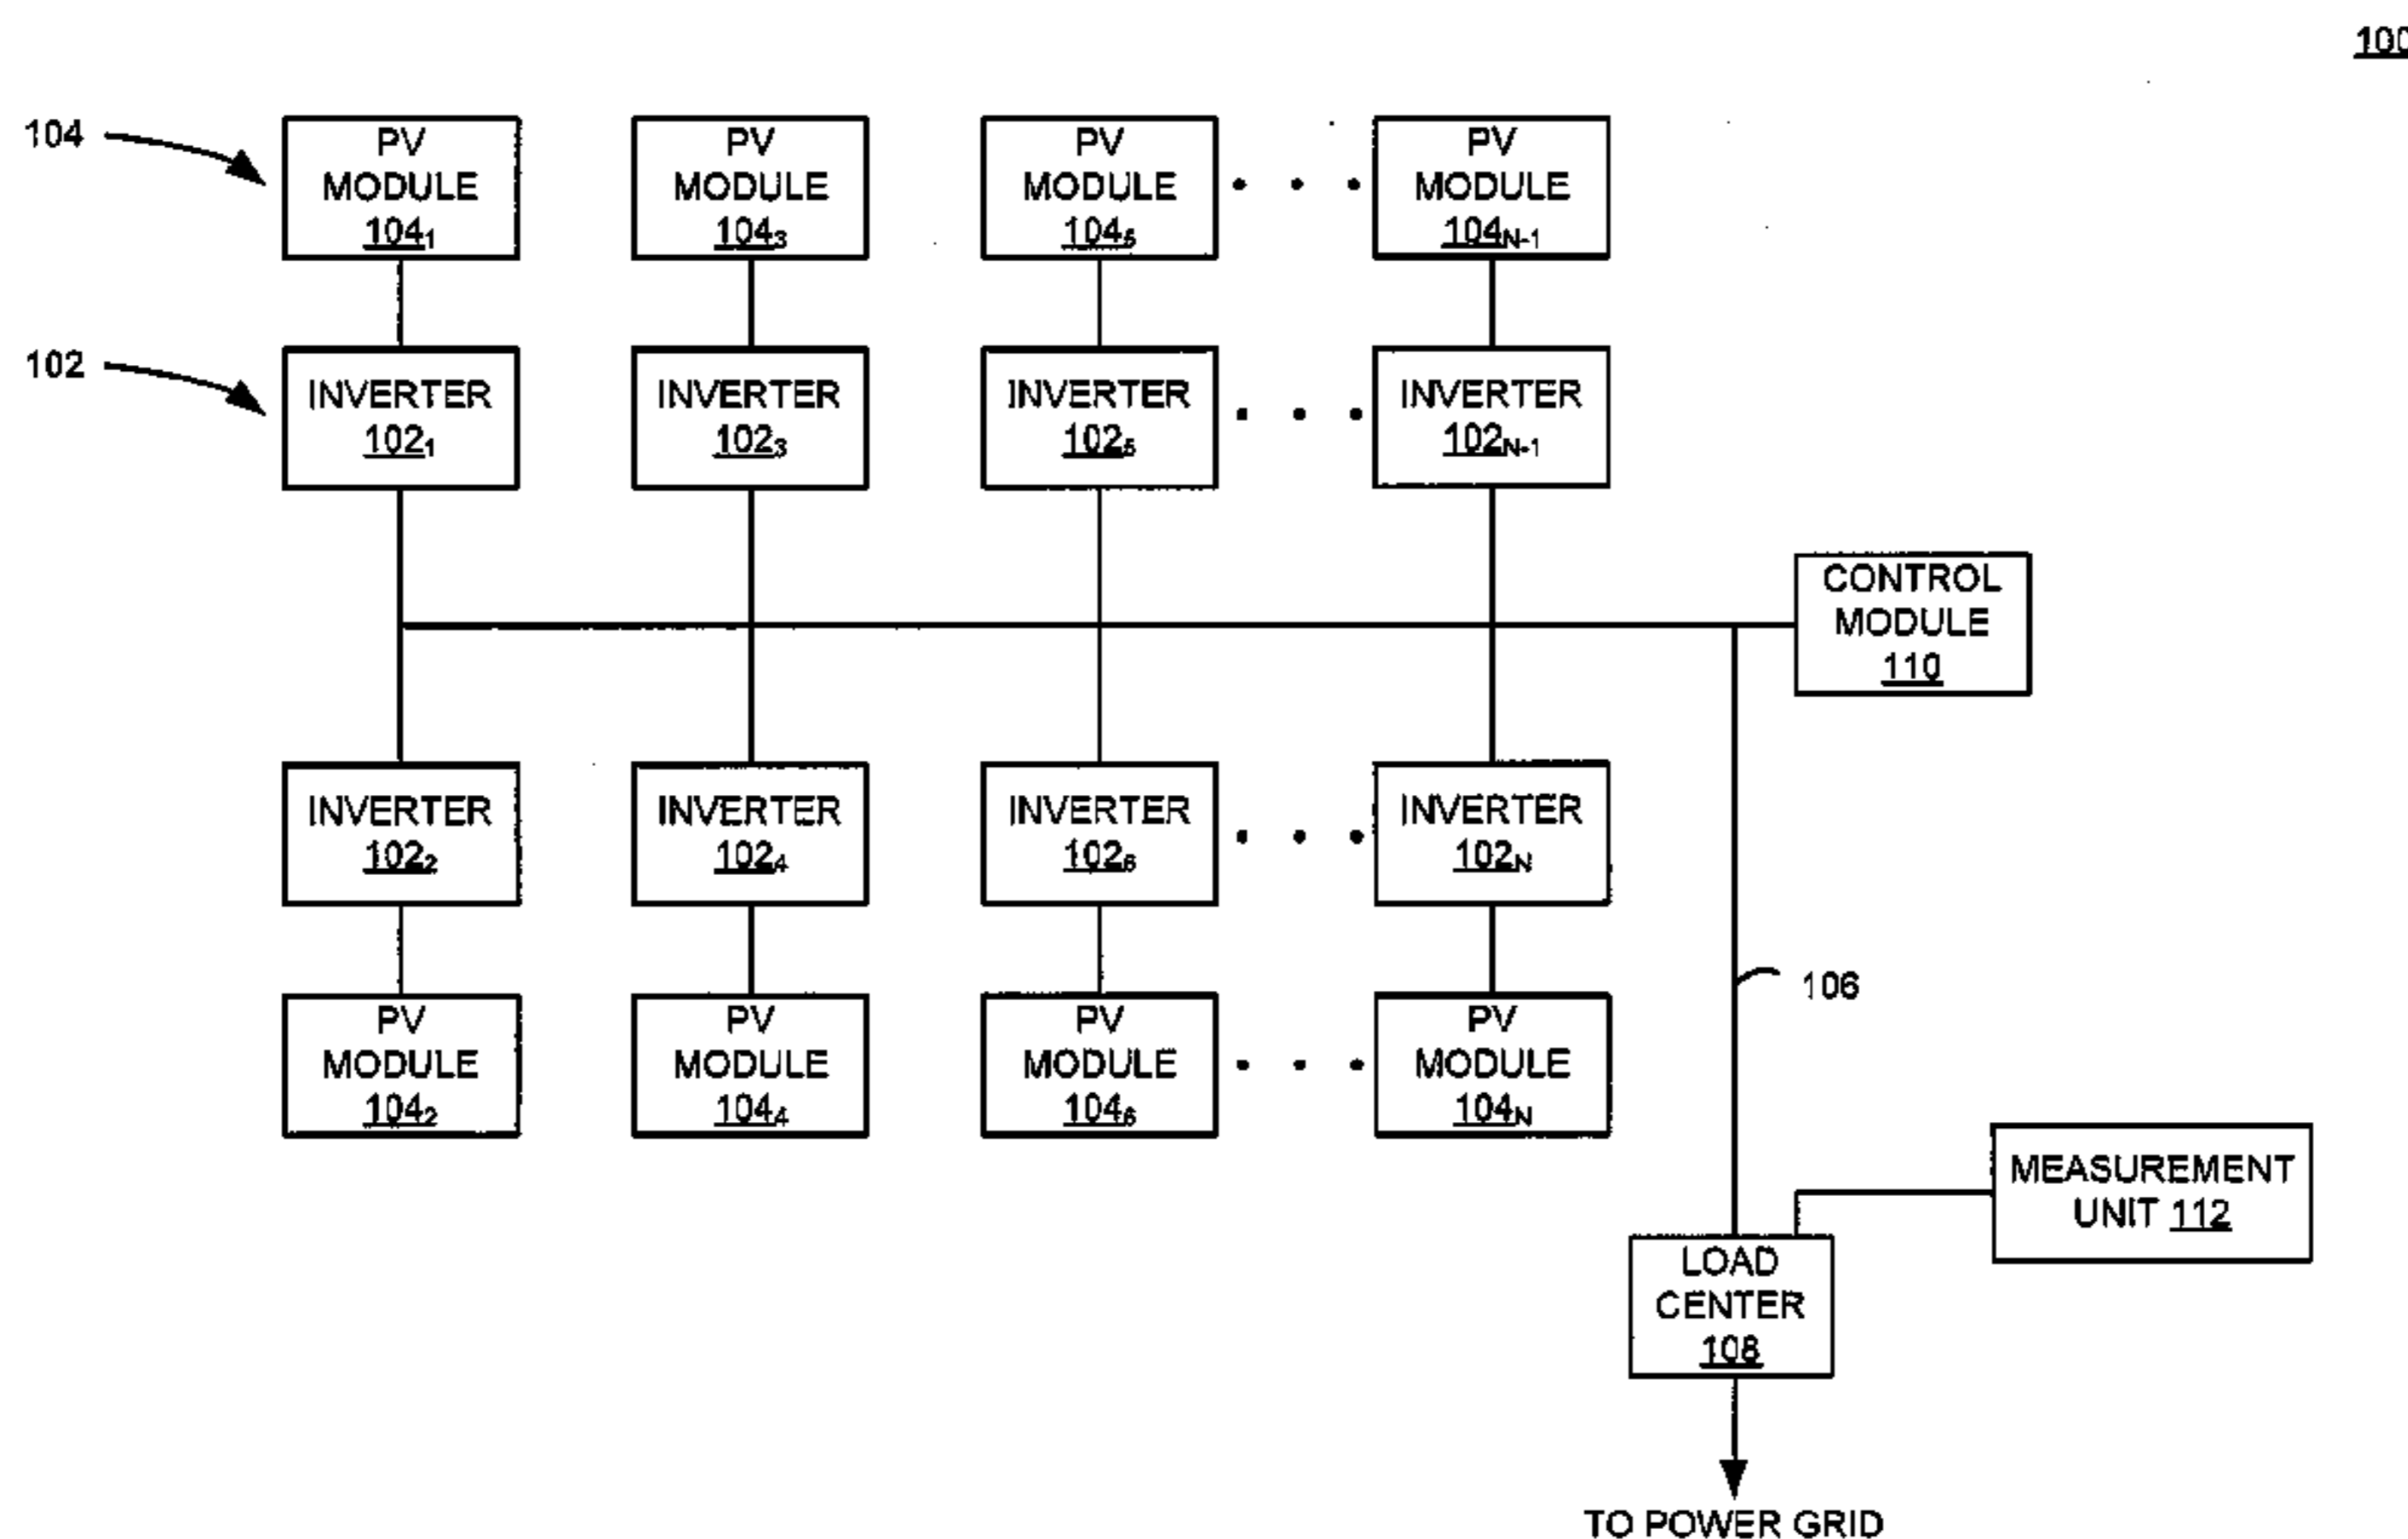 100
104
PV
MODULE
104₁
PV
MODULE
104₃
PV
MODULE
104₅
PV
MODULE
104N-1
102
INVERTER
102₁
INVERTER
102₃
INVERTER
102₅
INVERTER
102N-1
CONTROL
MODULE
110
INVERTER
102₂
INVERTER
102₄
INVERTER
102₆
INVERTER
102N
106
PV
MODULE
104₂
PV
MODULE
104₄
PV
MODULE
104₆
PV
MODULE
104N
MEASUREMENT
UNIT 112
LOAD
CENTER
108
TO POWER GRID